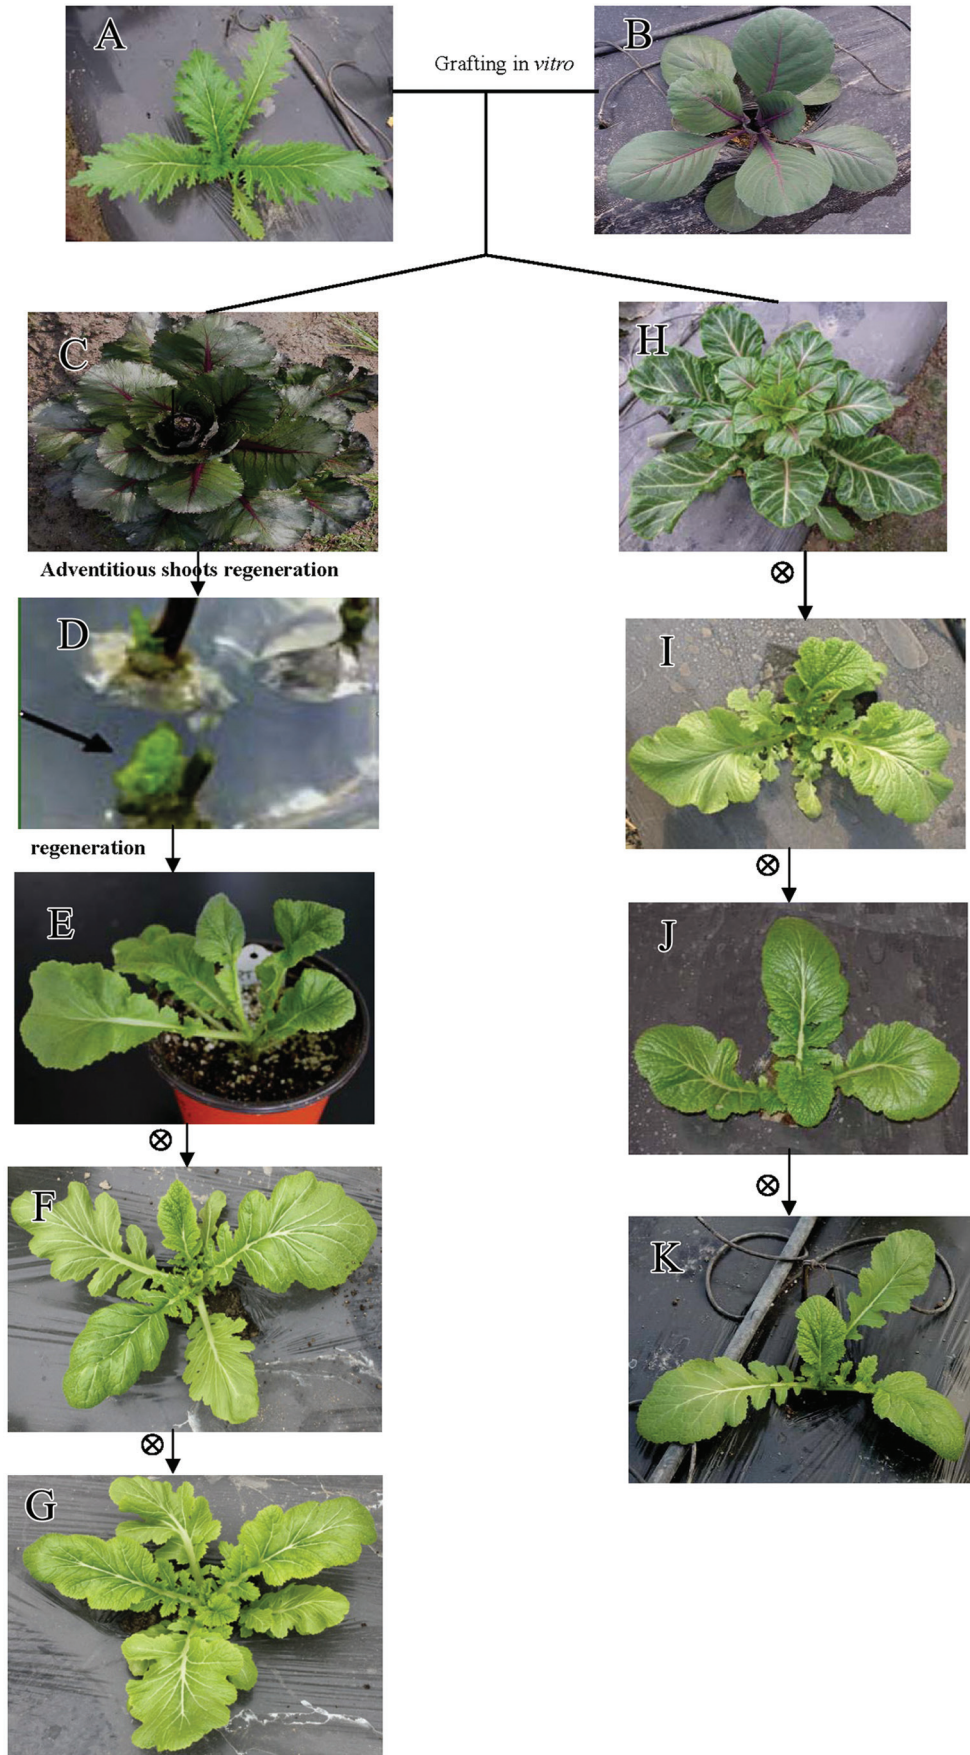 A
B
Grafting in vitro
C
H
Adventitious shoots regeneration
D
I
regeneration
E
J
F
K
G